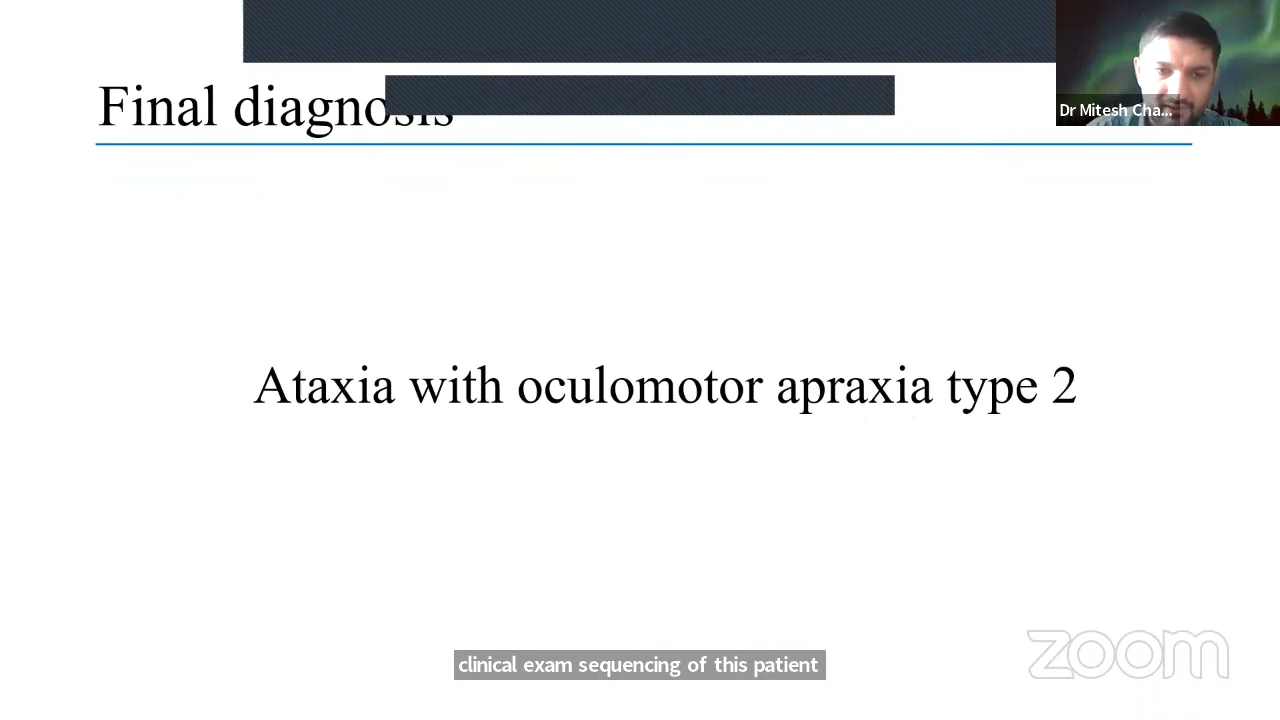 Final diagnosis
Dr Mitesh Cha...
Ataxia with oculomotor apraxia type 2
clinical exam sequencing of this patient
zoom